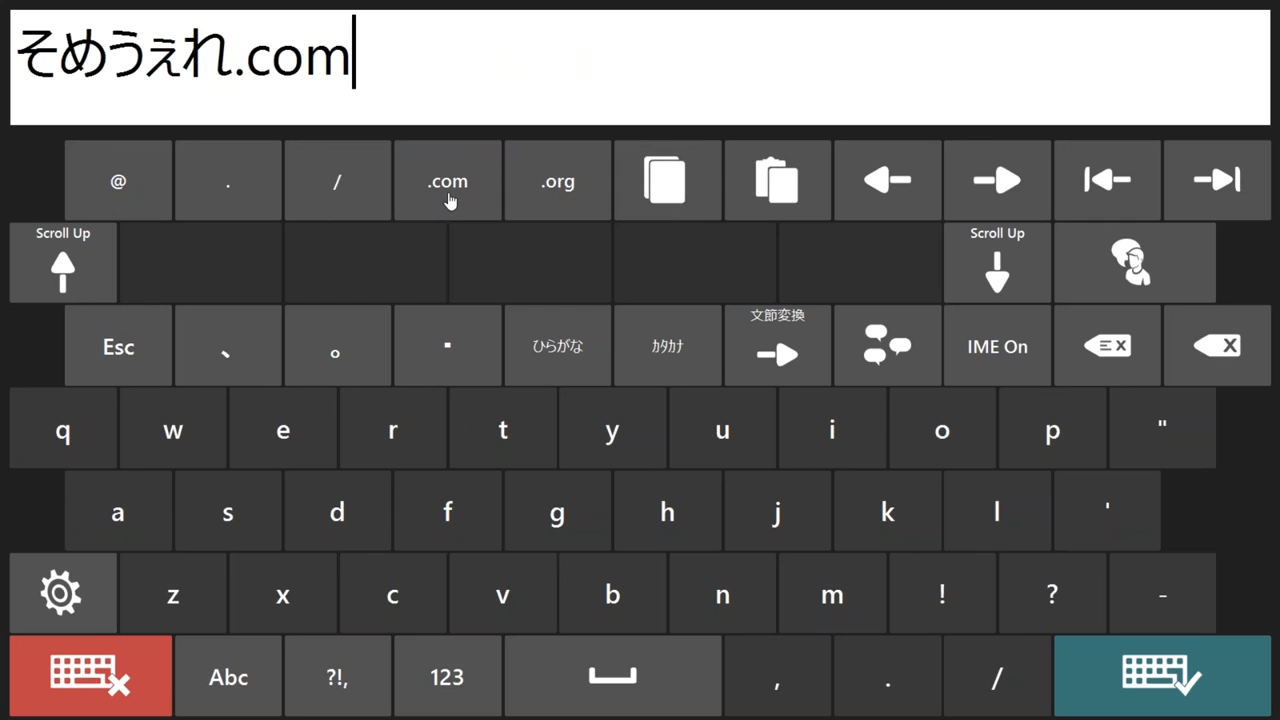 そめうぇれ.com
@ . / .com .org
Scroll Up Scroll Up
文節変換
Esc 、 。 ・ ひらがな ｶﾀｶﾅ IME On
q w e r t y u i o p "
a s d f g h j k l '
z x c v b n m ! ? -
Abc ?!, 123 , . /